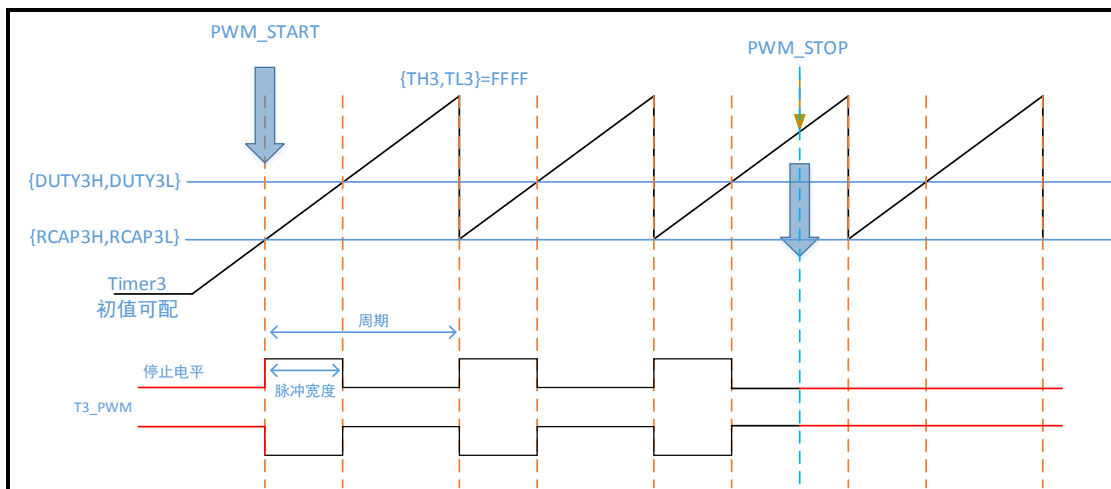 PWM_START
PWM_STOP
{TH3,TL3}=FFFF
{DUTY3H,DUTY3L}
{RCAP3H,RCAP3L}
Timer3
初值可配
周期
停止电平
脉冲宽度
T3_PWM